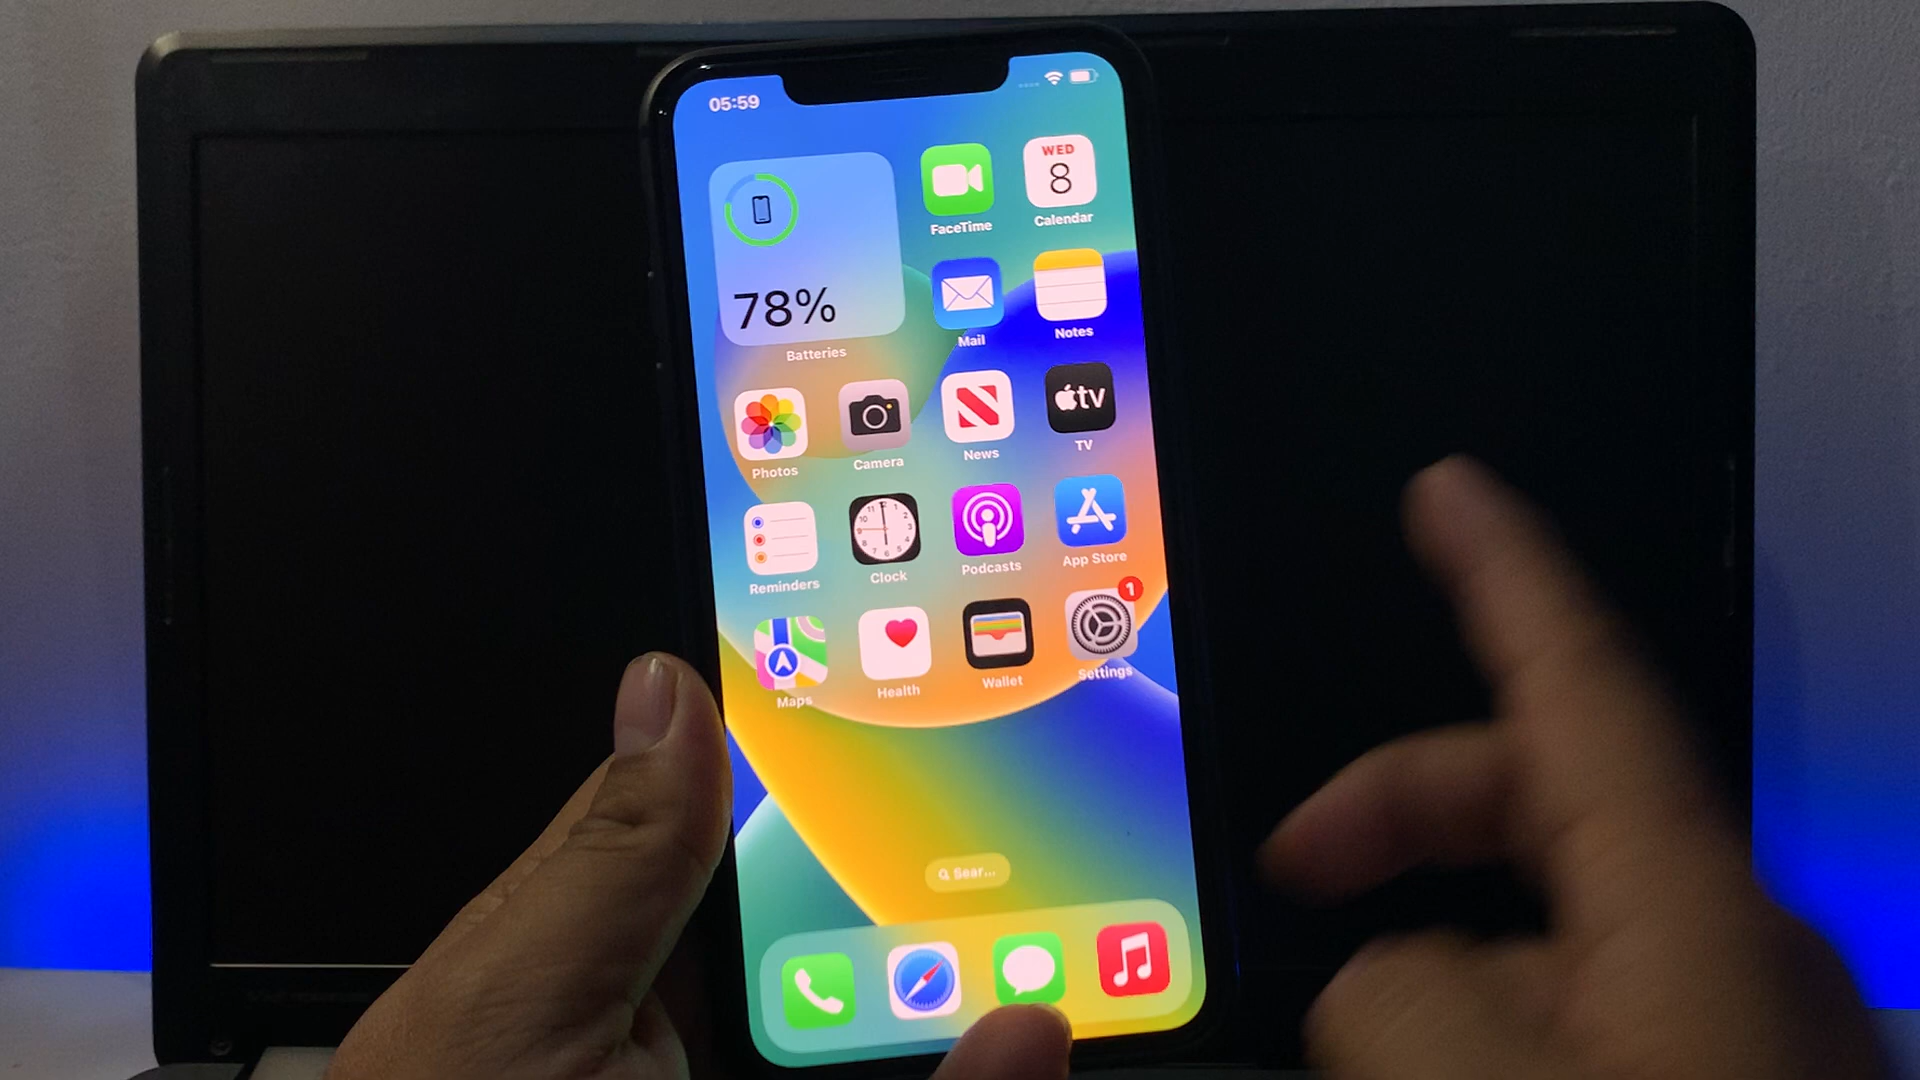 05:59
WED
8
FaceTime
Calendar
78%
Batteries
Mail
Notes
tv
Photos
Camera
News
TV
Reminders
Clock
Podcasts
App Store
1
Maps
Health
Wallet
Settings
Sear...